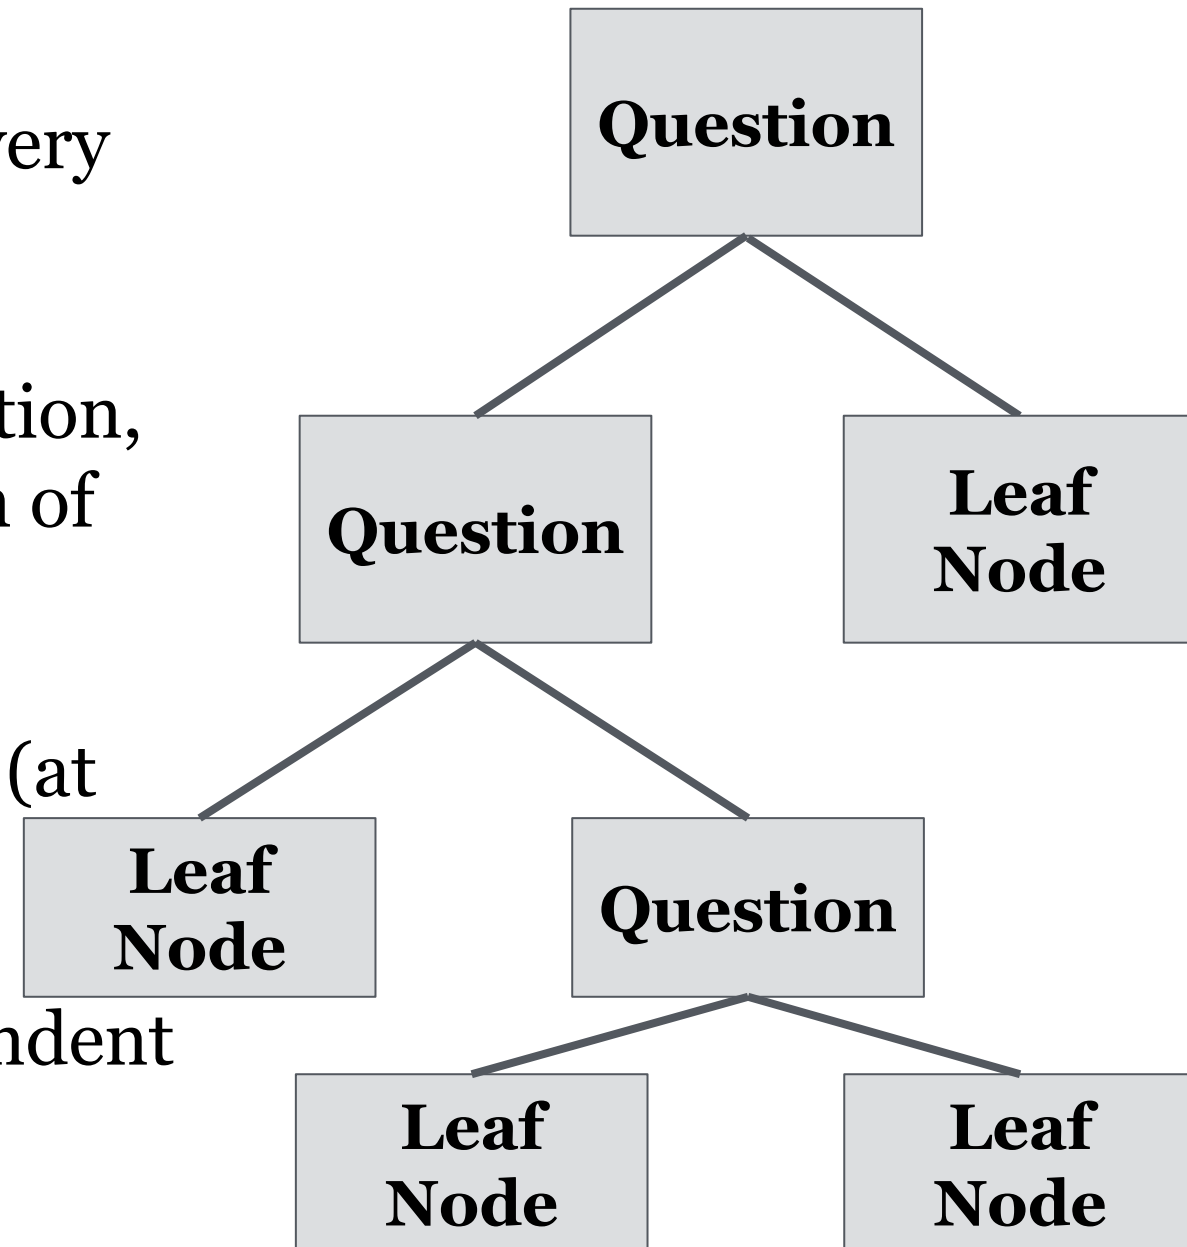 Question
very
tion,
n of
Question
Leaf
Node
(at
Leaf
Node
Question
ndent
Leaf
Node
Leaf
Node